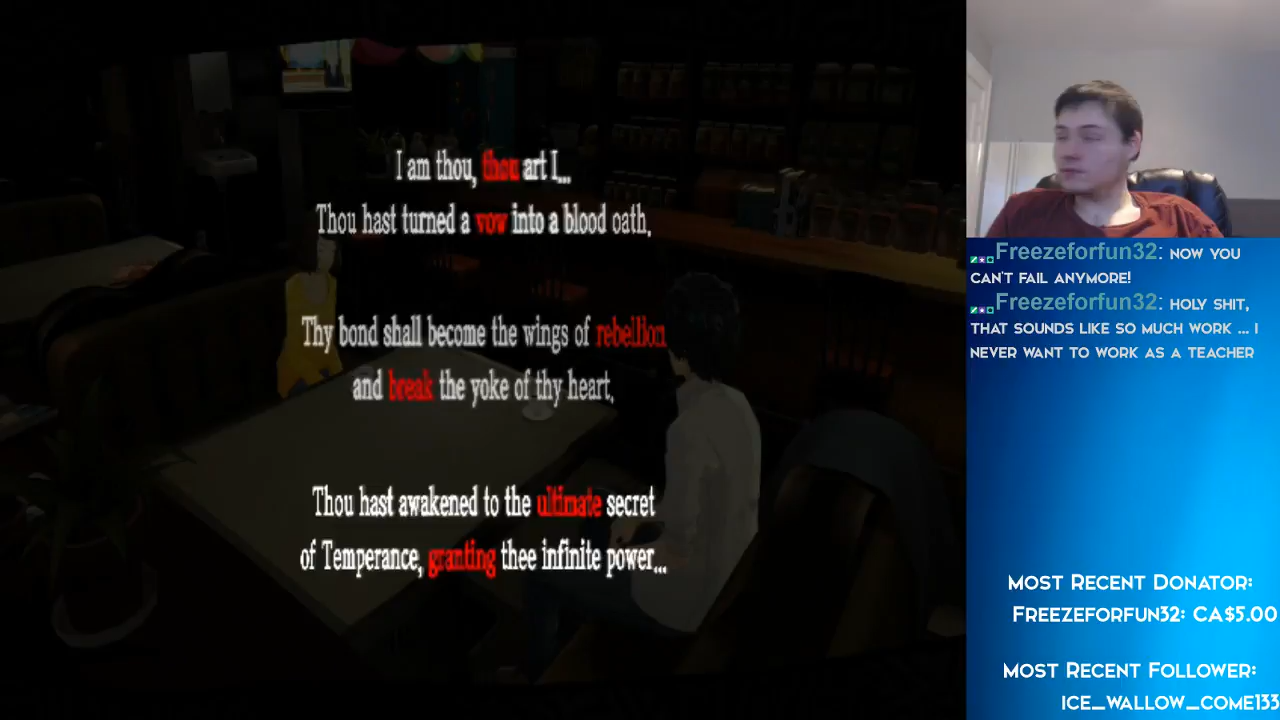 I am thou, thou art I...
Thou hast turned a vow into a blood oath.
Thy bond shall become the wings of rebellion
and break the yoke of thy heart.
Thou hast awakened to the ultimate secret
of Temperance, granting thee infinite power...
Freezeforfun32: NOW YOU
CAN'T FAIL ANYMORE!
Freezeforfun32: HOLY SHIT,
THAT SOUNDS LIKE SO MUCH WORK ... I
NEVER WANT TO WORK AS A TEACHER
MOST RECENT DONATOR:
FREEZEFORFUN32: CA$5.00
MOST RECENT FOLLOWER:
ICE_WALLOW_COME133